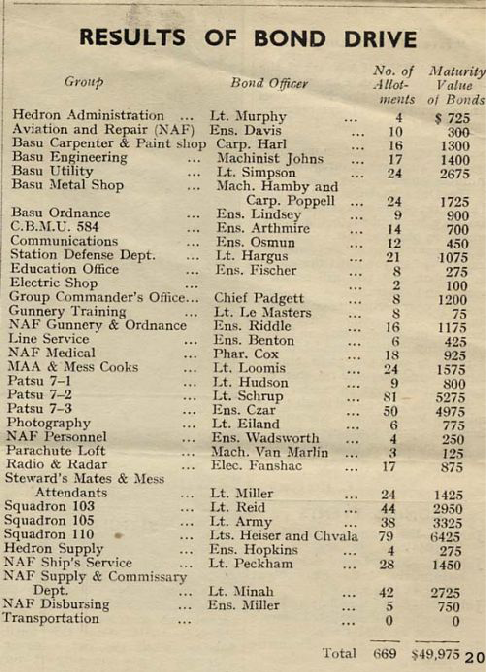 RESULTS OF BOND DRIVE
No. of Maturity
Group Bond Officer Allot- Value
ments of Bonds
Hedron Administration ... Lt. Murphy ... 4 $ 725
Aviation and Repair (NAF) Ens. Davis ... 10 300
Basu Carpenter & Paint shop Carp. Harl ... 16 1300
Basu Engineering ... Machinist Johns ... 17 1400
Basu Utility ... Lt. Simpson ... 24 2675
Basu Metal Shop ... Mach. Hamby and
Carp. Poppell ... 24 1725
Basu Ordnance ... Ens. Lindsey ... 9 900
C.B.M.U. 584 ... Ens. Arthmire ... 14 700
Communications ... Ens. Osmun ... 12 450
Station Defense Dept. ... Lt. Hargus ... 21 1075
Education Office ... Ens. Fischer ... 8 275
Electric Shop ... ... 2 100
Group Commander's Office... Chief Padgett ... 8 1200
Gunnery Training ... Lt. Le Masters ... 8 75
NAF Gunnery & Ordnance Ens. Riddle ... 16 1175
Line Service ... Ens. Benton ... 6 425
NAF Medical ... Phar. Cox ... 18 925
MAA & Mess Cooks ... Lt. Loomis ... 24 1575
Patsu 7-1 ... Lt. Hudson ... 9 800
Patsu 7-2 ... Lt. Schrup ... 81 5275
Patsu 7-3 ... Ens. Czar ... 50 4975
Photography ... Lt. Eiland ... 6 775
NAF Personnel ... Ens. Wadsworth ... 4 250
Parachute Loft ... Mach. Van Marlin ... 3 125
Radio & Radar ... Elec. Fanshac ... 17 875
Steward's Mates & Mess
Attendants ... Lt. Miller ... 24 1425
Squadron 103 ... Lt. Reid ... 44 2950
Squadron 105 ... Lt. Army ... 38 3325
Squadron 110 ... Lts. Heiser and Chvala 79 6425
Hedron Supply ... Ens. Hopkins ... 4 275
NAF Ship's Service ... Lt. Peckham ... 28 1450
NAF Supply & Commissary
Dept. ... Lt. Minah ... 42 2725
NAF Disbursing ... Ens. Miller ... 5 750
Transportation ... ... 0 0
Total 669 $49,975 20